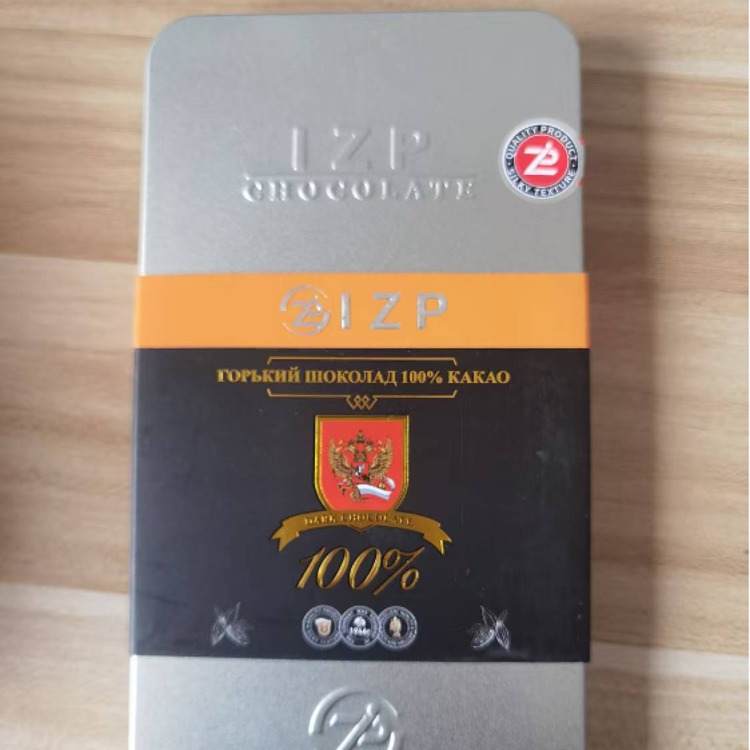 IZP
CHOCOLATE
QUALITY PRODUCT
SILKY TEXTURE
IZP
ГОРЬКИЙ ШОКОЛАД 100% КАКАО
DARK CHOCOLATE
100%